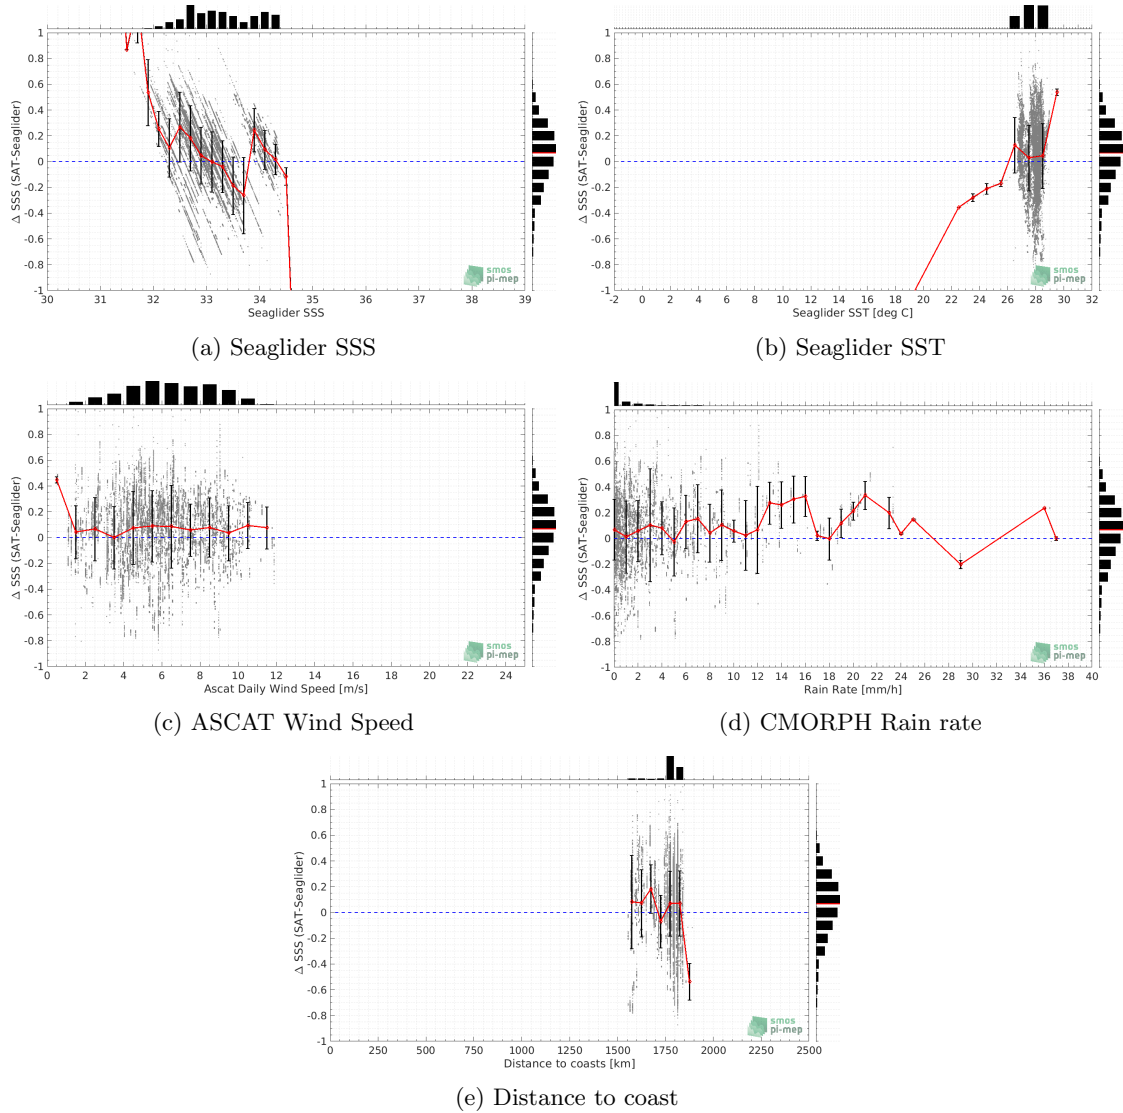 1
0.8
0.6
0.4
0.2
0
-0.2
-0.4
-0.6
-0.8
-1
Δ SSS (SAT-Seaglider)
smos
pi-mep
30 31 32 33 34 35 36 37 38 39
Seaglider SSS
(a) Seaglider SSS
1
0.8
0.6
0.4
0.2
0
-0.2
-0.4
-0.6
-0.8
-1
Δ SSS (SAT-Seaglider)
smos
pi-mep
-2 0 2 4 6 8 10 12 14 16 18 20 22 24 26 28 30 32
Seaglider SST [deg C]
(b) Seaglider SST
1
0.8
0.6
0.4
0.2
0
-0.2
-0.4
-0.6
-0.8
-1
Δ SSS (SAT-Seaglider)
smos
pi-mep
0 2 4 6 8 10 12 14 16 18 20 22 24
Ascat Daily Wind Speed [m/s]
(c) ASCAT Wind Speed
1
0.8
0.6
0.4
0.2
0
-0.2
-0.4
-0.6
-0.8
-1
Δ SSS (SAT-Seaglider)
smos
pi-mep
0 2 4 6 8 10 12 14 16 18 20 22 24 26 28 30 32 34 36 38 40
Rain Rate [mm/h]
(d) CMORPH Rain rate
1
0.8
0.6
0.4
0.2
0
-0.2
-0.4
-0.6
-0.8
-1
Δ SSS (SAT-Seaglider)
smos
pi-mep
0 250 500 750 1000 1250 1500 1750 2000 2250 2500
Distance to coasts [km]
(e) Distance to coast